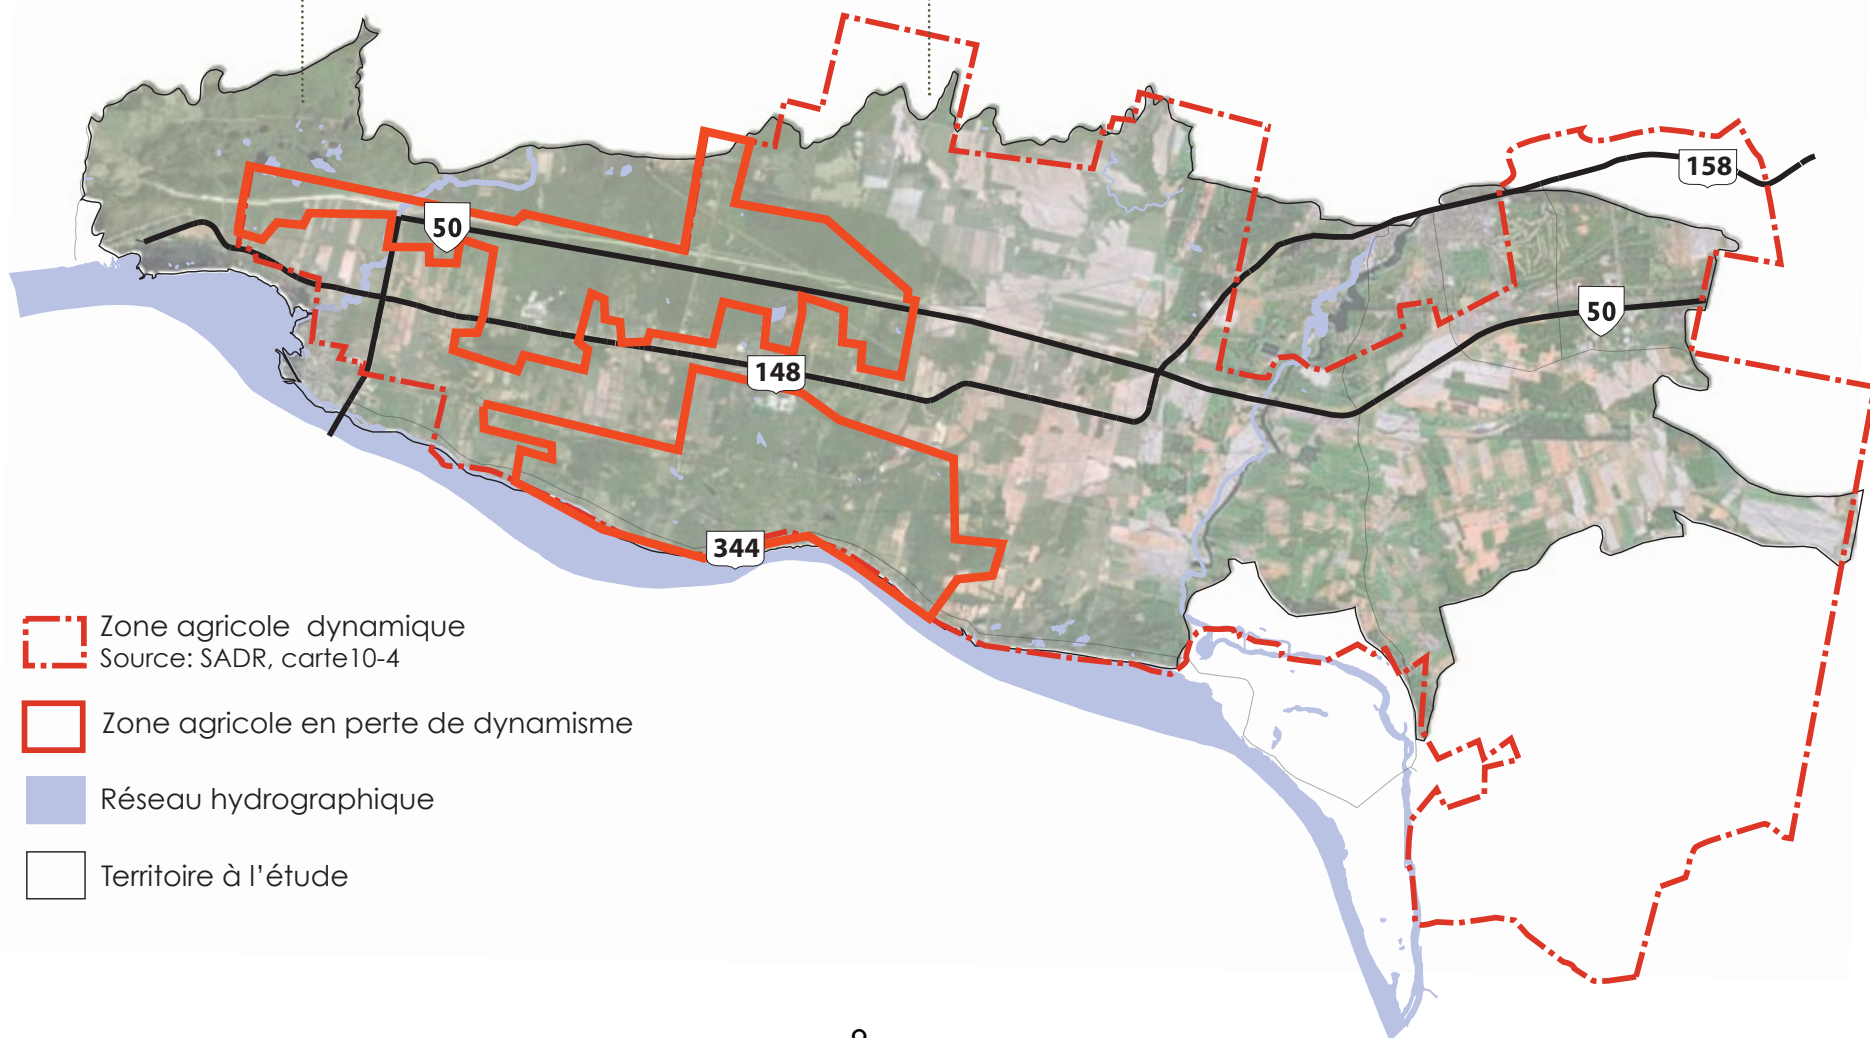 158
50
50
148
344
Zone agricole dynamique
Source: SADR, carte10-4
Zone agricole en perte de dynamisme
Réseau hydrographique
Territoire à l'étude